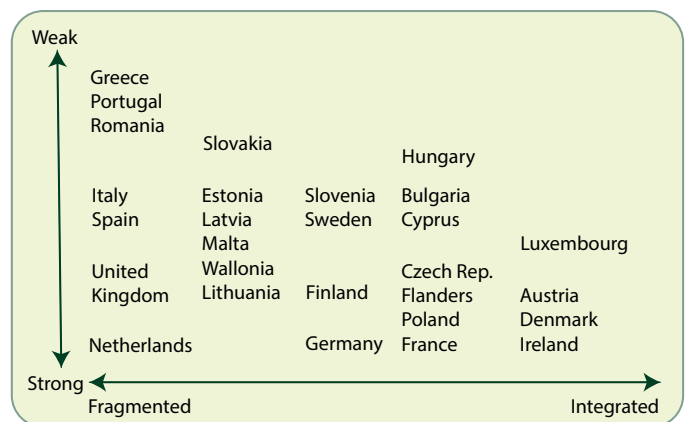 Weak
Greece
Portugal
Romania
Slovakia
Hungary
Italy Estonia Slovenia Bulgaria
Spain Latvia Sweden Cyprus
Malta Luxembourg
United Wallonia Czech Rep.
Kingdom Lithuania Finland Flanders Austria
Poland Denmark
Netherlands Germany France Ireland
Strong
Fragmented Integrated